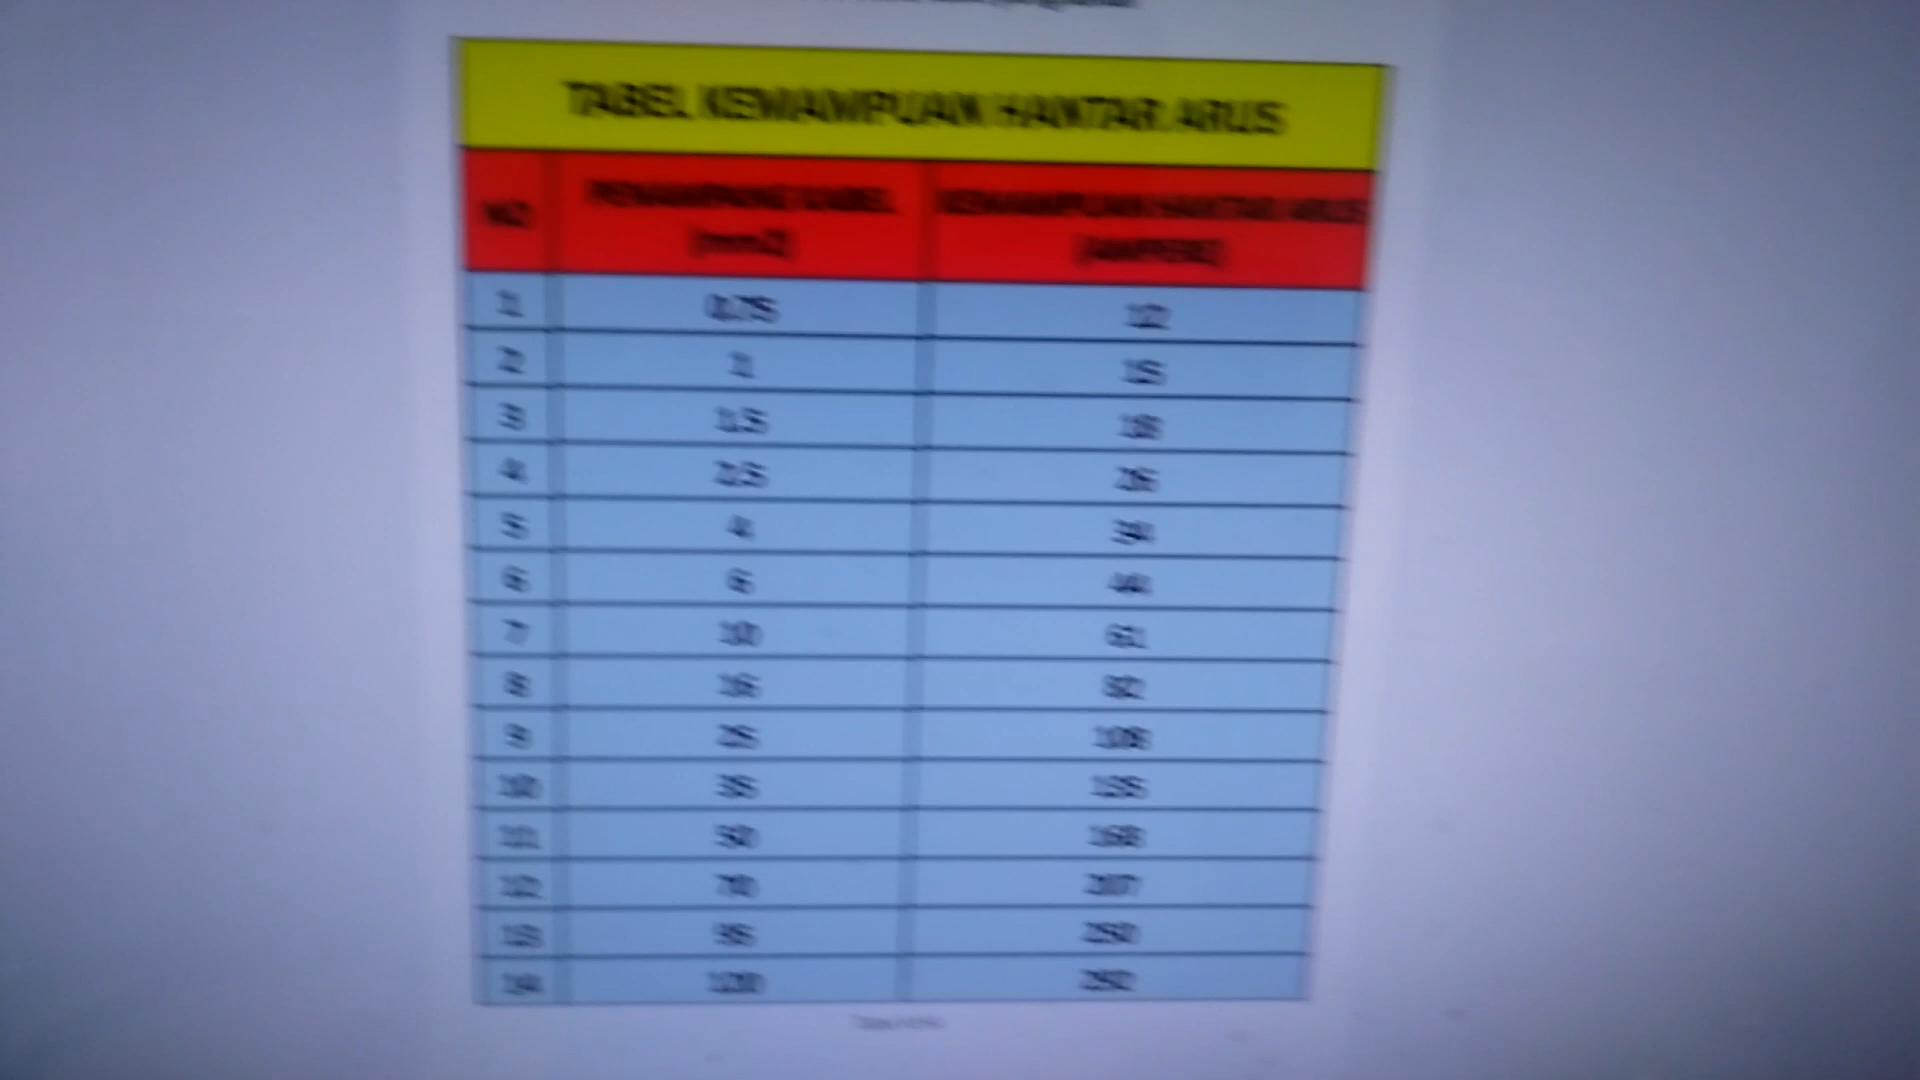 TABEL KEMAMPUAN HANTAR ARUS
NO PENAMPANG KABEL (mm2) KEMAMPUAN HANTAR ARUS (AMPERE)
1 0.75 12
2 1 15
3 1.5 18
4 2.5 26
5 4 34
6 6 44
7 10 61
8 16 82
9 25 108
10 35 135
11 50 168
12 70 207
13 95 250
14 120 292